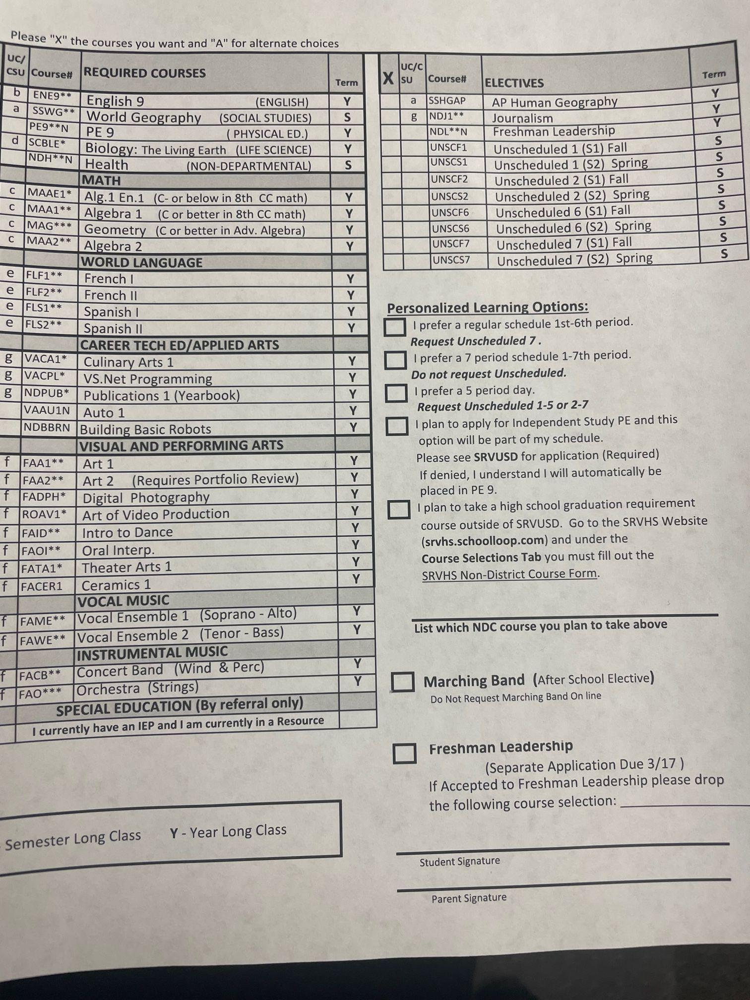 Please "X" the courses you want and "A" for alternate choices
UC/ CSU Course# REQUIRED COURSES Term
b ENE9** English 9 (ENGLISH) Y
a SSWG** World Geography (SOCIAL STUDIES) S
PE9**N PE 9 ( PHYSICAL ED.) Y
d SCBLE* Biology: The Living Earth (LIFE SCIENCE) Y
NDH**N Health (NON-DEPARTMENTAL) S
MATH
c MAAE1* Alg.1 En.1 (C- or below in 8th CC math) Y
c MAA1** Algebra 1 (C or better in 8th CC math) Y
c MAG*** Geometry (C or better in Adv. Algebra) Y
c MAA2** Algebra 2 Y
WORLD LANGUAGE
e FLF1** French I Y
e FLF2** French II Y
e FLS1** Spanish I Y
e FLS2** Spanish II Y
CAREER TECH ED/APPLIED ARTS
g VACA1* Culinary Arts 1 Y
g VACPL* VS.Net Programming Y
g NDPUB* Publications 1 (Yearbook) Y
VAAU1N Auto 1 Y
NDBBRN Building Basic Robots Y
VISUAL AND PERFORMING ARTS
f FAA1** Art 1 Y
f FAA2** Art 2 (Requires Portfolio Review) Y
f FADPH* Digital Photography Y
f ROAV1* Art of Video Production Y
f FAID** Intro to Dance Y
f FAOI** Oral Interp. Y
f FATA1* Theater Arts 1 Y
f FACER1 Ceramics 1 Y
VOCAL MUSIC
f FAME** Vocal Ensemble 1 (Soprano - Alto) Y
f FAWE** Vocal Ensemble 2 (Tenor - Bass) Y
INSTRUMENTAL MUSIC
f FACB** Concert Band (Wind & Perc) Y
f FAO*** Orchestra (Strings) Y
SPECIAL EDUCATION (By referral only)
I currently have an IEP and I am currently in a Resource
Semester Long Class Y - Year Long Class
X UC/C SU Course# ELECTIVES Term
a SSHGAP AP Human Geography Y
g NDJ1** Journalism Y
NDL**N Freshman Leadership Y
UNSCF1 Unscheduled 1 (S1) Fall S
UNSCS1 Unscheduled 1 (S2) Spring S
UNSCF2 Unscheduled 2 (S1) Fall S
UNSCS2 Unscheduled 2 (S2) Spring S
UNSCF6 Unscheduled 6 (S1) Fall S
UNSCS6 Unscheduled 6 (S2) Spring S
UNSCF7 Unscheduled 7 (S1) Fall S
UNSCS7 Unscheduled 7 (S2) Spring S
Personalized Learning Options:
I prefer a regular schedule 1st-6th period.
Request Unscheduled 7 .
I prefer a 7 period schedule 1-7th period.
Do not request Unscheduled.
I prefer a 5 period day.
Request Unscheduled 1-5 or 2-7
I plan to apply for Independent Study PE and this
option will be part of my schedule.
Please see SRVUSD for application (Required)
If denied, I understand I will automatically be
placed in PE 9.
I plan to take a high school graduation requirement
course outside of SRVUSD. Go to the SRVHS Website
(srvhs.schoolloop.com) and under the
Course Selections Tab you must fill out the
SRVHS Non-District Course Form.
List which NDC course you plan to take above
Marching Band (After School Elective)
Do Not Request Marching Band On line
Freshman Leadership
(Separate Application Due 3/17 )
If Accepted to Freshman Leadership please drop
the following course selection:
Student Signature
Parent Signature